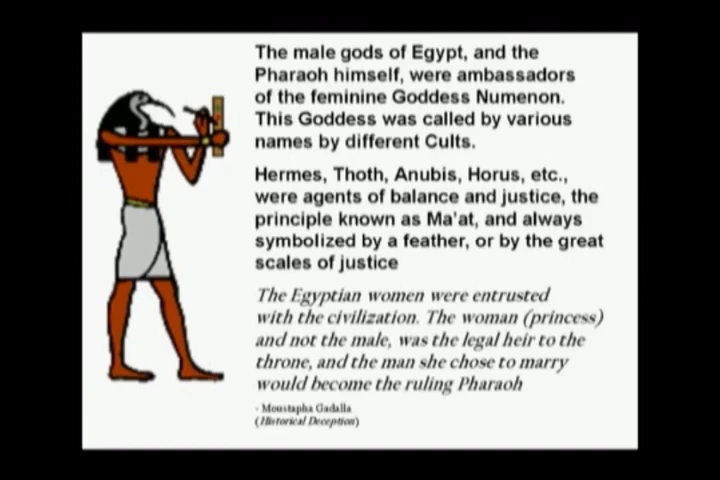 The male gods of Egypt, and the
Pharaoh himself, were ambassadors
of the feminine Goddess Numenon.
This Goddess was called by various
names by different Cults.
Hermes, Thoth, Anubis, Horus, etc.,
were agents of balance and justice, the
principle known as Ma'at, and always
symbolized by a feather, or by the great
scales of justice
The Egyptian women were entrusted
with the civilization. The woman (princess)
and not the male, was the legal heir to the
throne, and the man she chose to marry
would become the ruling Pharaoh
- Moustapha Gadalla
(Historical Deception)